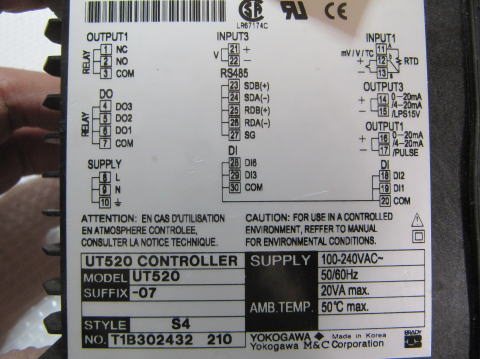 LR67174C
CE
OUTPUT1
RELAY
1 NC
2 NO
3 COM
DO
RELAY
4 DO3
5 DO2
6 DO1
7 COM
SUPPLY
8 L
9 N
10
INPUT3
V
21 +
22 -
RS485
23 SDB(+)
24 SDA(-)
25 RDB(+)
26 RDA(-)
27 SG
DI
28 DI6
29 DI3
30 COM
INPUT1
mV / V / TC
+ 11
12
- 13
RTD
OUTPUT3
+ 14 0~20mA
- 15 /4~20mA
/LPS15V
OUTPUT1
+ 16 0~20mA
- 17 /4~20mA
/PULSE
DI
18 DI2
19 DI1
20 COM
ATTENTION: EN CAS D'UTILISATION
EN ATMOSPHERE CONTROLEE,
CONSULTER LA NOTICE TECHNIQUE.
CAUTION: FOR USE IN A CONTROLLED
ENVIRONMENT, REFFER TO MANUAL
FOR ENVIRONMENTAL CONDITIONS.
UT520 CONTROLLER
MODEL UT520
SUFFIX -07
STYLE S4
NO. T1B302432 210
SUPPLY 100-240VAC~
50/60Hz
20VA max.
AMB.TEMP. 50°C max.
YOKOGAWA Made in Korea
Yokogawa M&C Corporation
BRADY